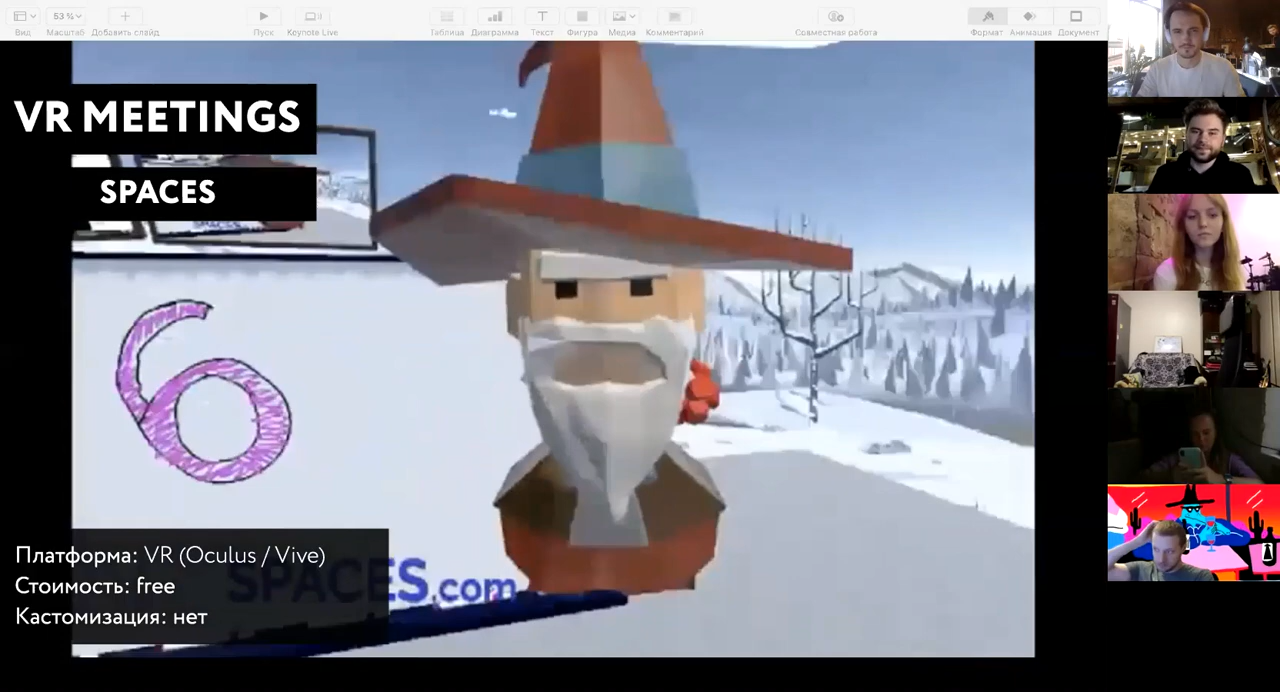 53 %
Вид
Масштаб
Добавить слайд
Пуск
Keynote Live
Таблица
Диаграмма
Текст
Фигура
Медиа
Комментарий
Совместная работа
Формат
Анимация
Документ
VR MEETINGS
SPACES
6
Платформа: VR (Oculus / Vive)
Стоимость: free
Кастомизация: нет
SPACES.com